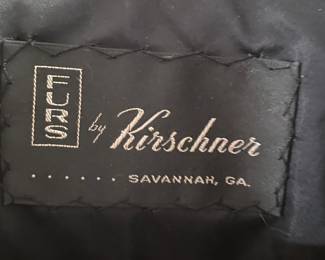 FURS by Kirschner
...... SAVANNAH, GA.